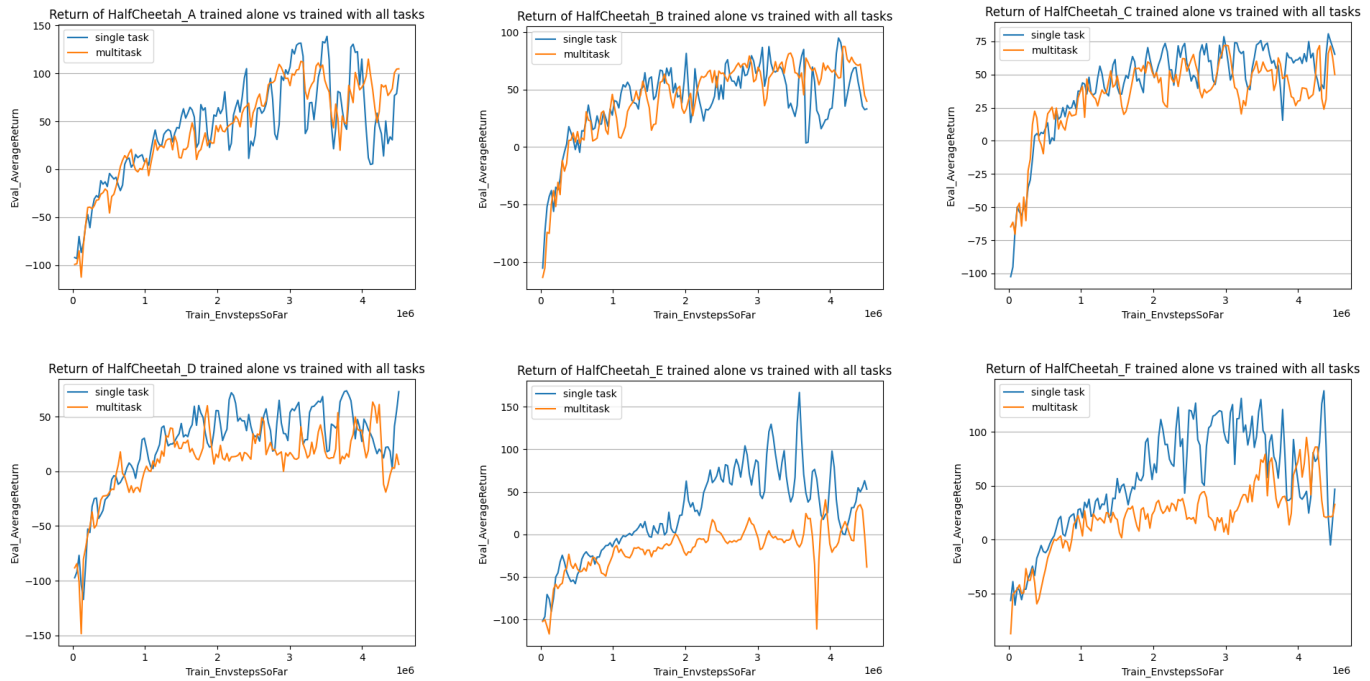 Return of HalfCheetah_A trained alone vs trained with all tasks
single task
multitask
150
100
50
0
−50
−100
Eval_AverageReturn
0 1 2 3 4
1e6
Train_EnvstepsSoFar
Return of HalfCheetah_B trained alone vs trained with all tasks
single task
multitask
100
50
0
−50
−100
Eval_AverageReturn
0 1 2 3 4
1e6
Train_EnvstepsSoFar
Return of HalfCheetah_C trained alone vs trained with all tasks
single task
multitask
75
50
25
0
−25
−50
−75
−100
Eval_AverageReturn
0 1 2 3 4
1e6
Train_EnvstepsSoFar
Return of HalfCheetah_D trained alone vs trained with all tasks
single task
multitask
50
0
−50
−100
−150
Eval_AverageReturn
0 1 2 3 4
1e6
Train_EnvstepsSoFar
Return of HalfCheetah_E trained alone vs trained with all tasks
single task
multitask
150
100
50
0
−50
−100
Eval_AverageReturn
0 1 2 3 4
1e6
Train_EnvstepsSoFar
Return of HalfCheetah_F trained alone vs trained with all tasks
single task
multitask
100
50
0
−50
Eval_AverageReturn
0 1 2 3 4
1e6
Train_EnvstepsSoFar